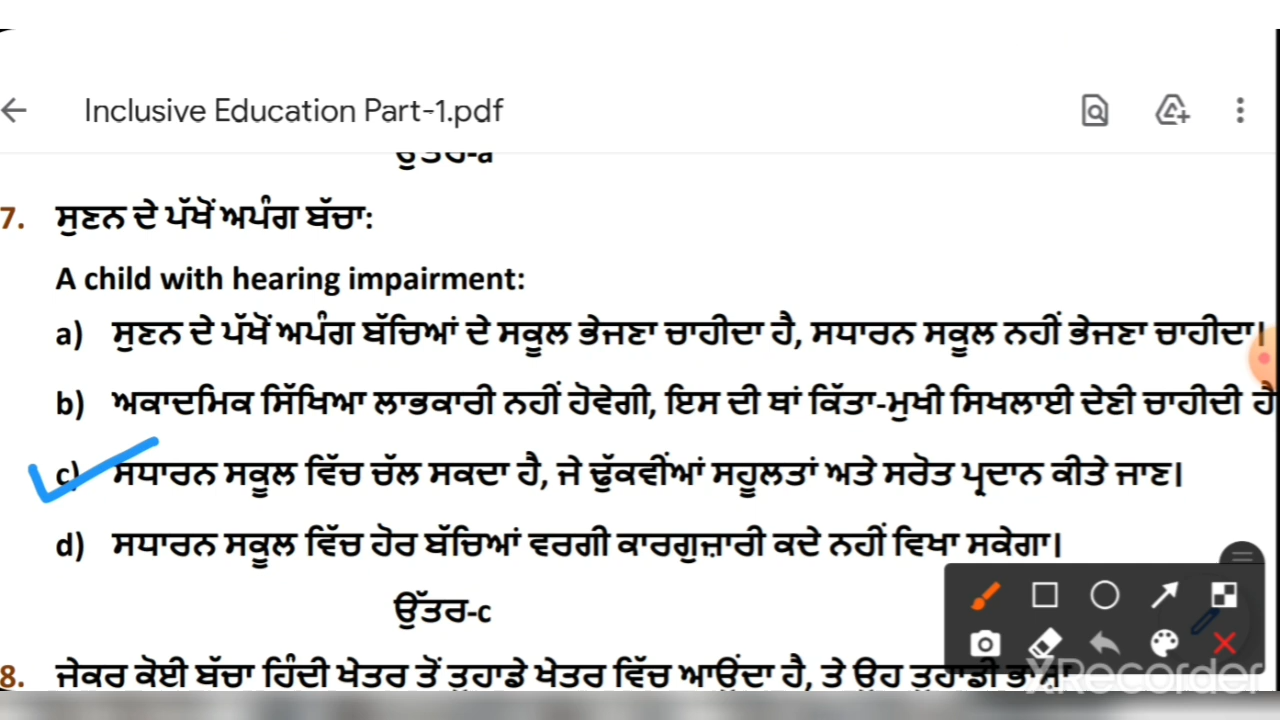 Inclusive Education Part-1.pdf
ਉੱਤਰ-a
7. ਸੁਣਨ ਦੇ ਪੱਖੋਂ ਅਪੰਗ ਬੱਚਾ:
A child with hearing impairment:
a) ਸੁਣਨ ਦੇ ਪੱਖੋਂ ਅਪੰਗ ਬੱਚਿਆਂ ਦੇ ਸਕੂਲ ਭੇਜਣਾ ਚਾਹੀਦਾ ਹੈ, ਸਧਾਰਨ ਸਕੂਲ ਨਹੀਂ ਭੇਜਣਾ ਚਾਹੀਦਾ।
b) ਅਕਾਦਮਿਕ ਸਿੱਖਿਆ ਲਾਭਕਾਰੀ ਨਹੀਂ ਹੋਵੇਗੀ, ਇਸ ਦੀ ਥਾਂ ਕਿੱਤਾ-ਮੁਖੀ ਸਿਖਲਾਈ ਦੇਣੀ ਚਾਹੀਦੀ ਹੈ
c) ਸਧਾਰਨ ਸਕੂਲ ਵਿੱਚ ਚੱਲ ਸਕਦਾ ਹੈ, ਜੇ ਢੁੱਕਵੀਂਆਂ ਸਹੂਲਤਾਂ ਅਤੇ ਸਰੋਤ ਪ੍ਰਦਾਨ ਕੀਤੇ ਜਾਣ।
d) ਸਧਾਰਨ ਸਕੂਲ ਵਿੱਚ ਹੋਰ ਬੱਚਿਆਂ ਵਰਗੀ ਕਾਰਗੁਜ਼ਾਰੀ ਕਦੇ ਨਹੀਂ ਵਿਖਾ ਸਕੇਗਾ।
ਉੱਤਰ-c
8. ਜੇਕਰ ਕੋਈ ਬੱਚਾ ਹਿੰਦੀ ਖੇਤਰ ਤੋਂ ਤੁਹਾਡੇ ਖੇਤਰ ਵਿੱਚ ਆਉਂਦਾ ਹੈ, ਤੇ ਉਹ ਤੁਹਾਡੀ
XRecorder